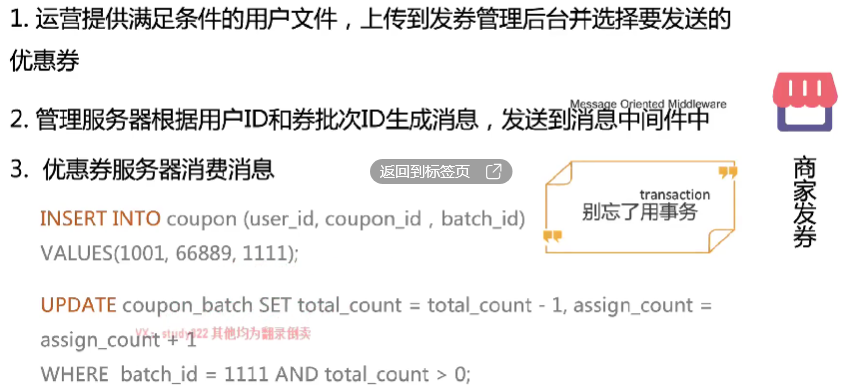 1. 运营提供满足条件的用户文件，上传到发券管理后台并选择要发送的
优惠券
Message Oriented Middleware
2. 管理服务器根据用户ID和券批次ID生成消息，发送到消息中间件中
3. 优惠券服务器消费消息
返回到标签页
transaction
别忘了用事务
商家发券
INSERT INTO coupon (user_id, coupon_id , batch_id)
VALUES(1001, 66889, 1111);
UPDATE coupon_batch SET total_count = total_count - 1, assign_count =
assign_count + 1
其他均为翻录倒卖
WHERE batch_id = 1111 AND total_count > 0;